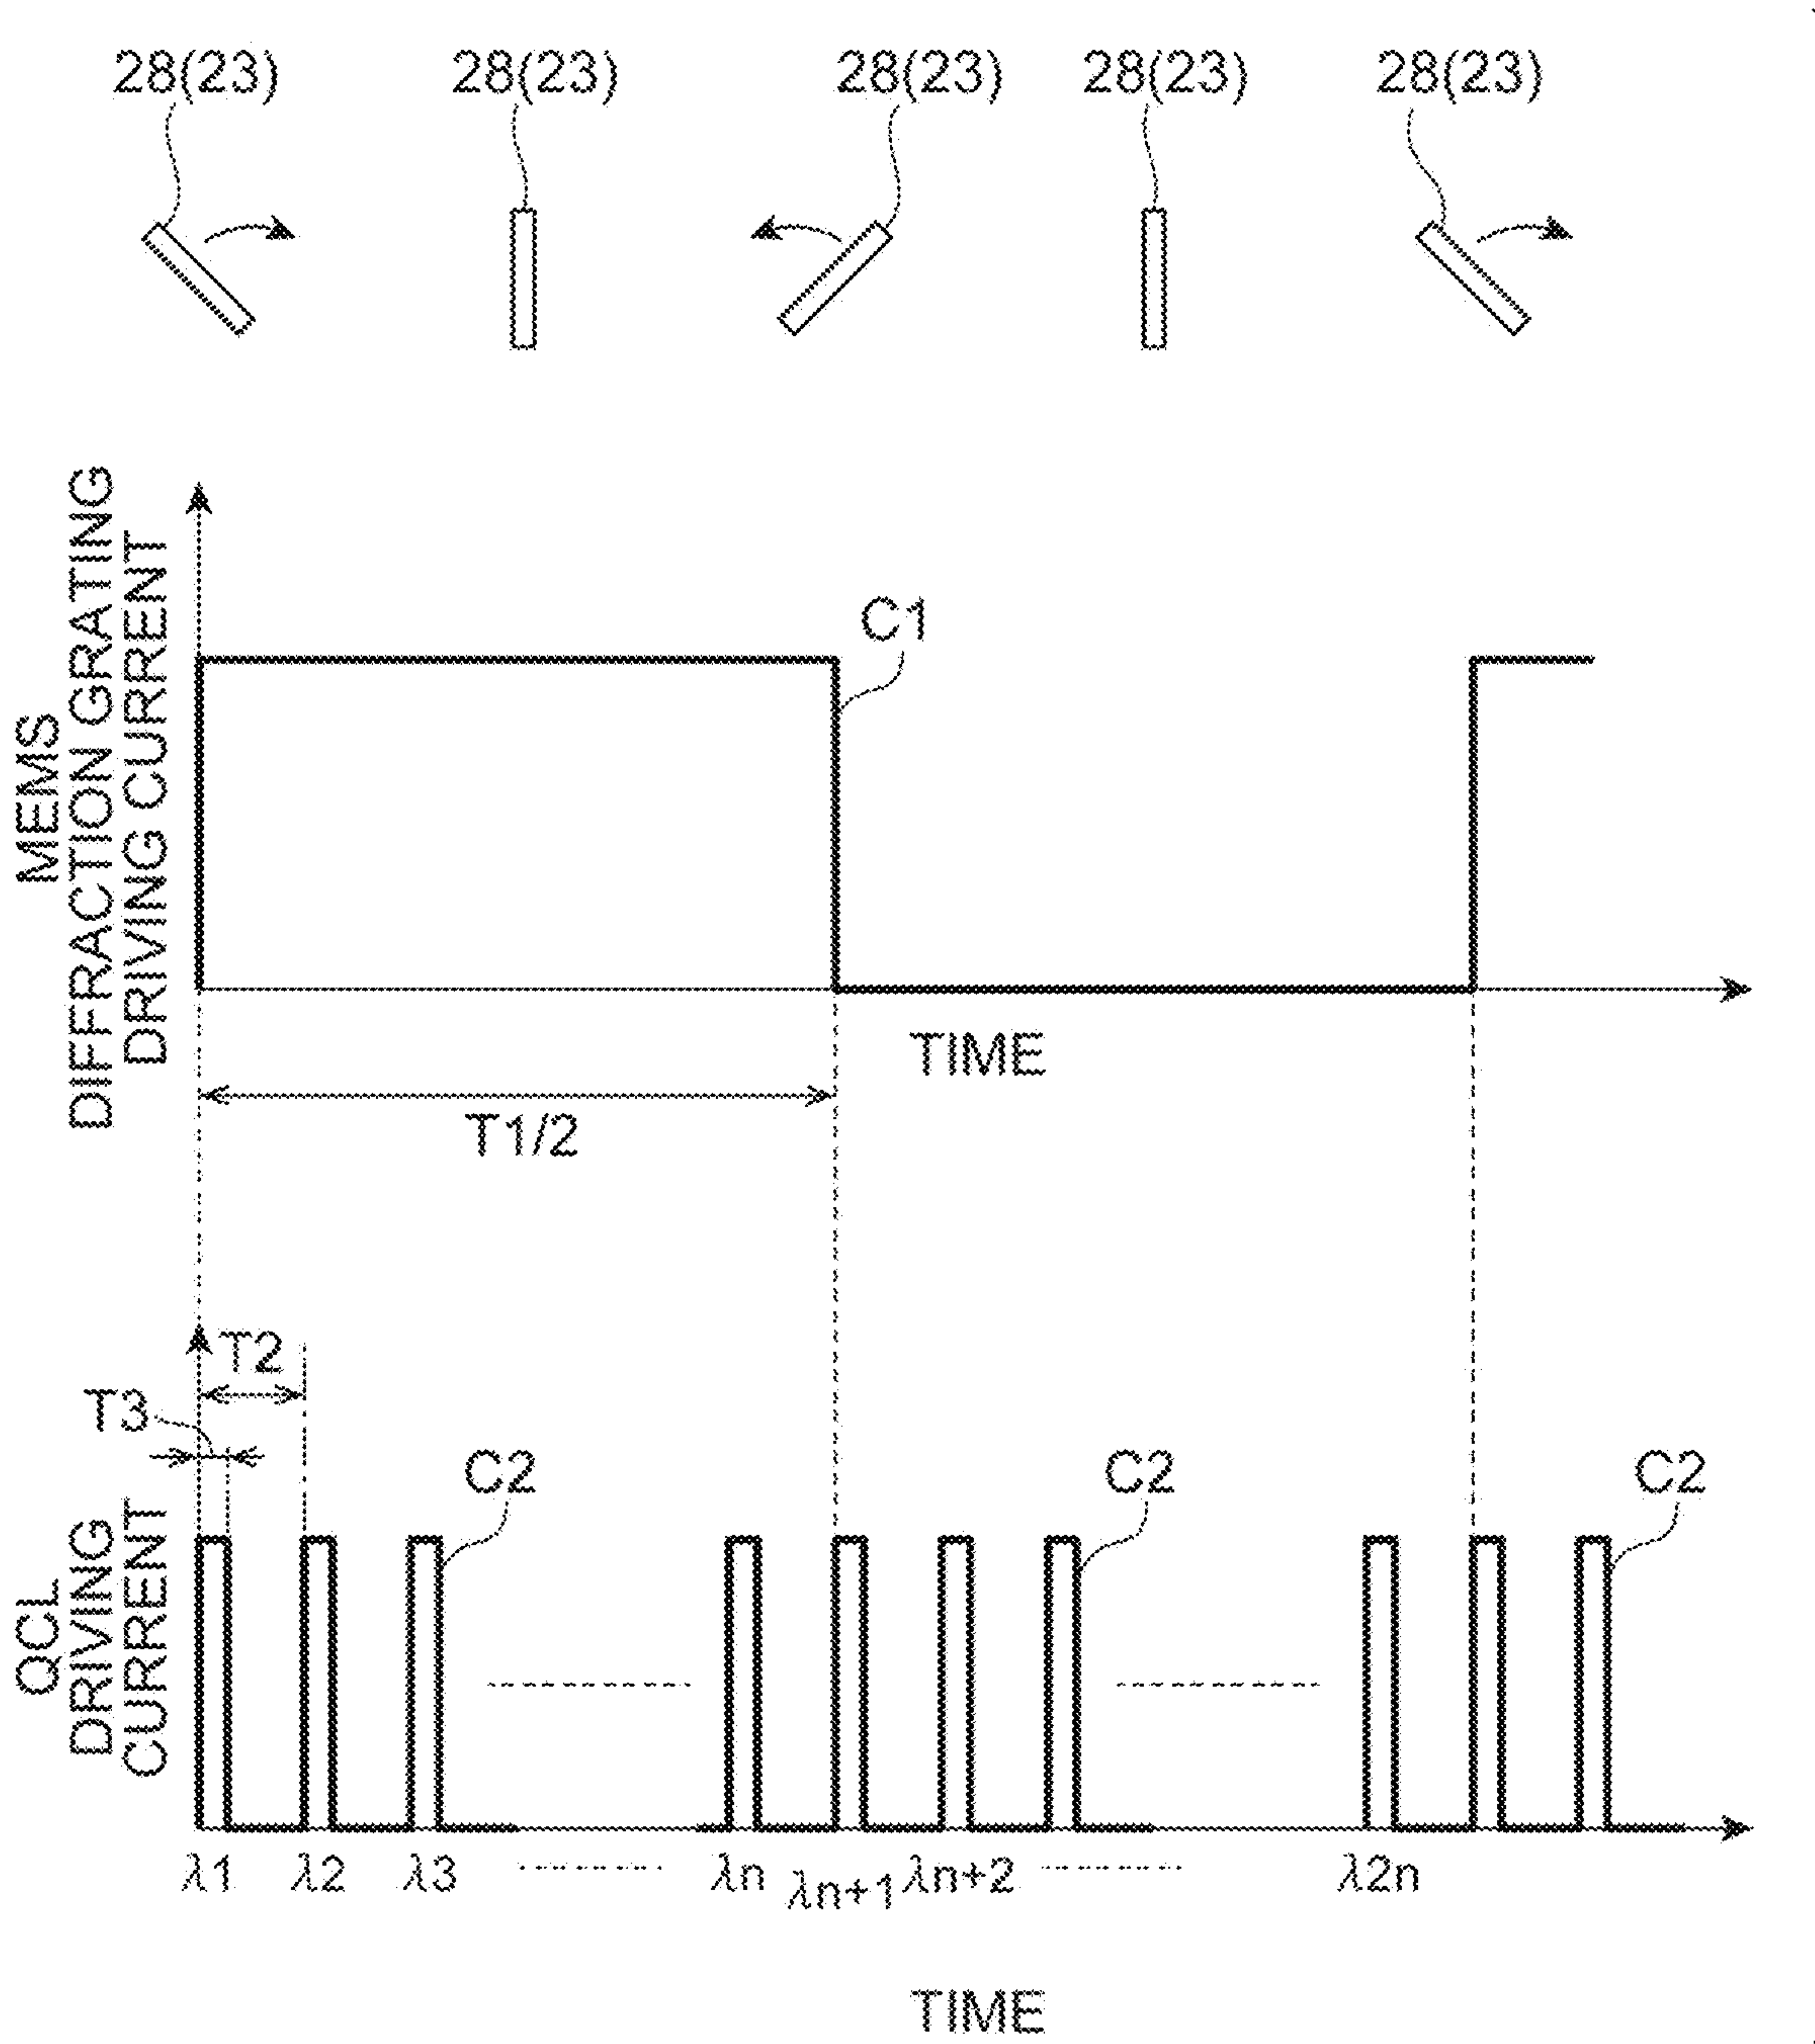 28(23) 28(23) 28(23) 28(23) 28(23)
MEMS
DIFFRACTION GRATING
DRIVING CURRENT
C1
TIME
T1/2
T2
T3
C2 C2 C2
QCL
DRIVING
CURRENT
λ1 λ2 λ3 λn λn+1 λn+2 λ2n
TIME